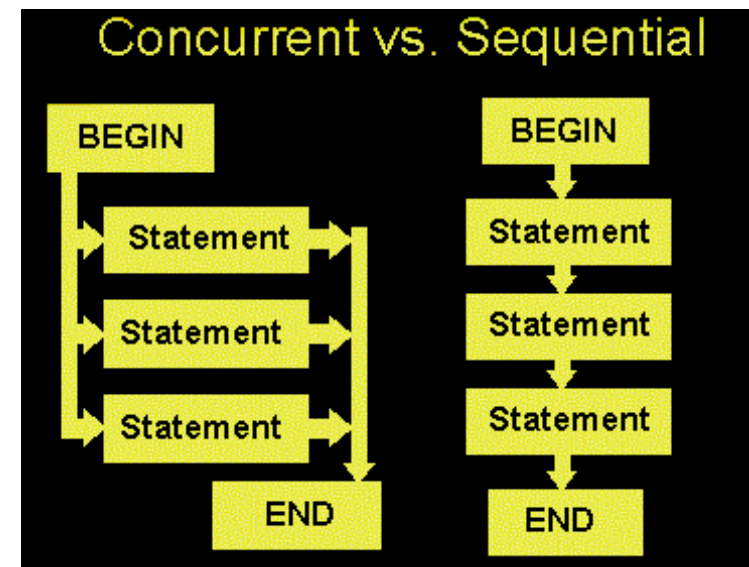 Concurrent vs. Sequential
BEGIN
Statement
Statement
Statement
END
BEGIN
Statement
Statement
Statement
END